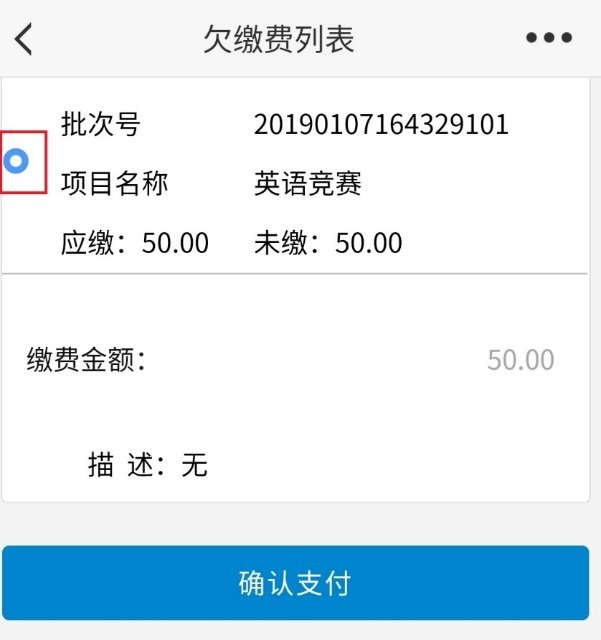 欠缴费列表
批次号 20190107164329101
项目名称 英语竞赛
应缴：50.00 未缴：50.00
缴费金额： 50.00
描 述：无
确认支付